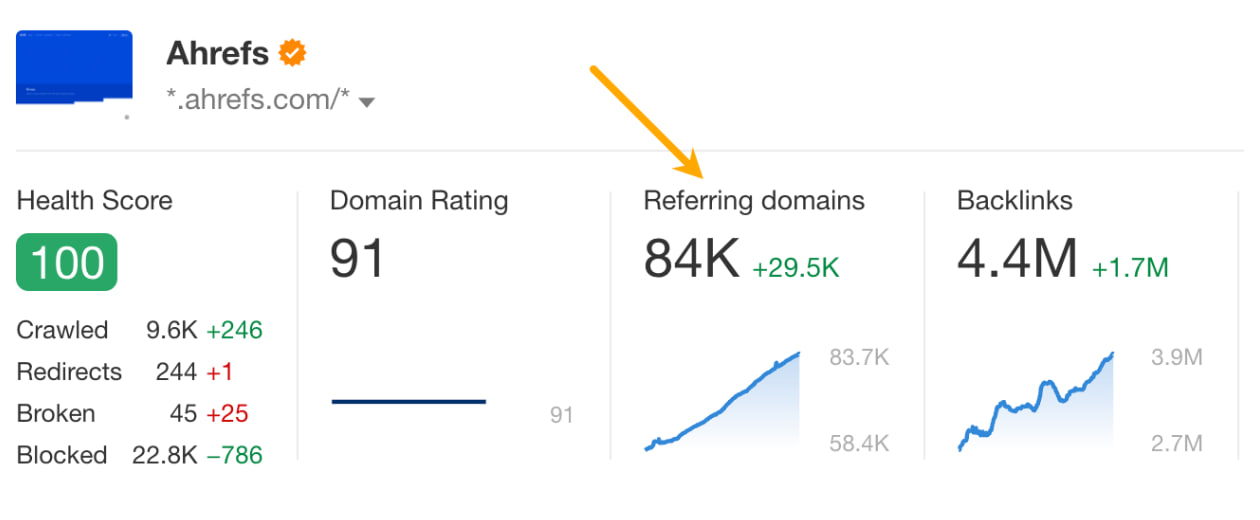 Ahrefs
*.ahrefs.com/*
Health Score
100
Crawled 9.6K +246
Redirects 244 +1
Broken 45 +25
Blocked 22.8K –786
Domain Rating
91
91
Referring domains
84K +29.5K
83.7K
58.4K
Backlinks
4.4M +1.7M
3.9M
2.7M